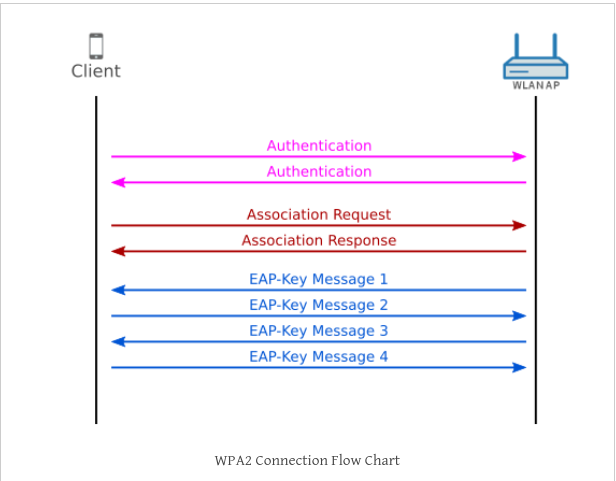 Client
WLAN AP
Authentication
Authentication
Association Request
Association Response
EAP-Key Message 1
EAP-Key Message 2
EAP-Key Message 3
EAP-Key Message 4
WPA2 Connection Flow Chart